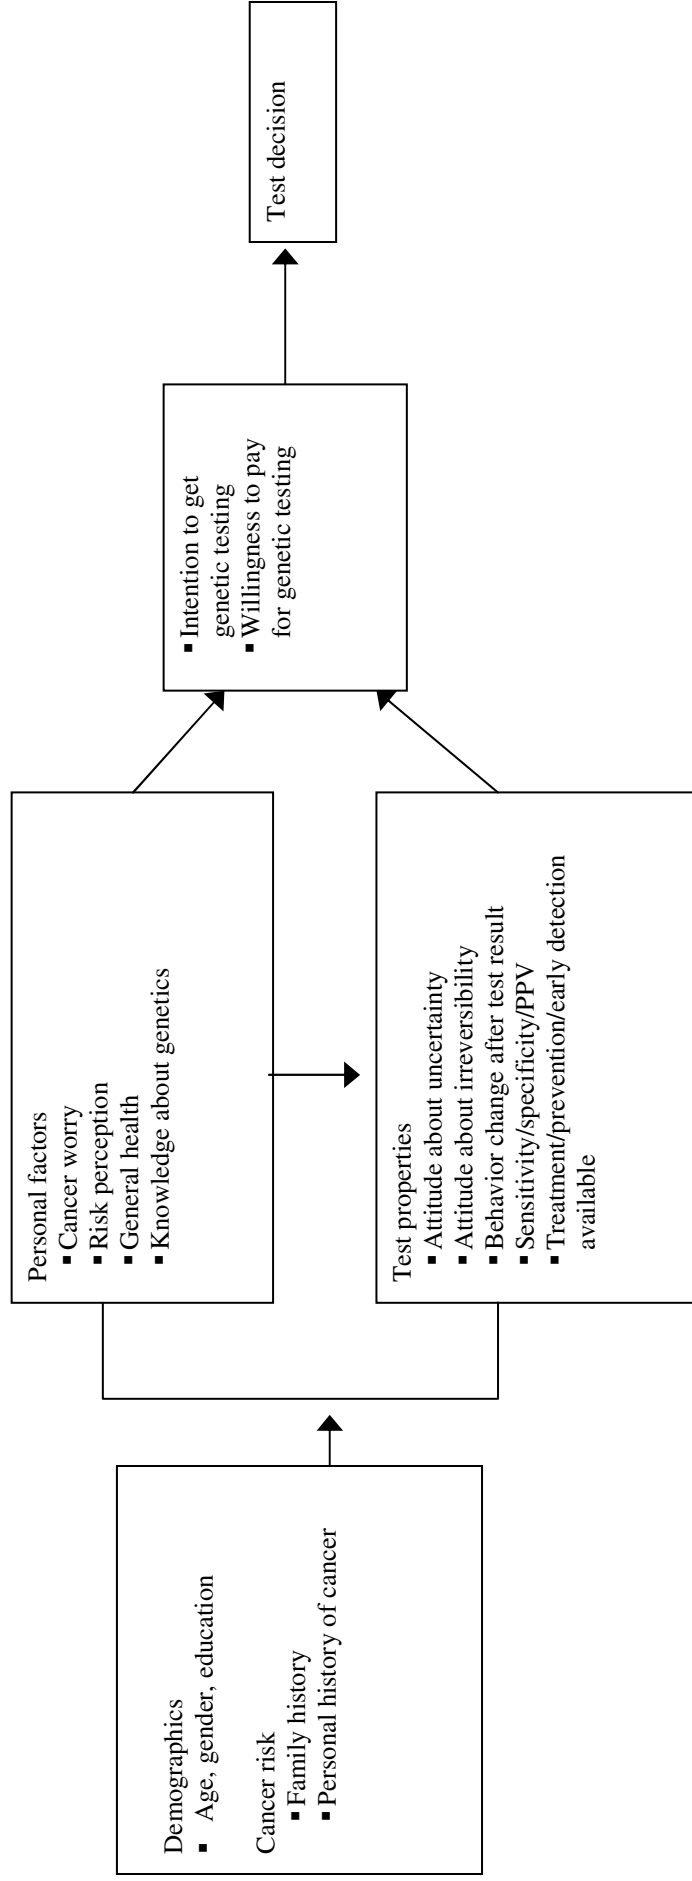 Demographics
▪ Age, gender, education
Cancer risk
▪ Family history
▪ Personal history of cancer
Personal factors
▪ Cancer worry
▪ Risk perception
▪ General health
▪ Knowledge about genetics
Test properties
▪ Attitude about uncertainty
▪ Attitude about irreversibility
▪ Behavior change after test result
▪ Sensitivity/specificity/PPV
▪ Treatment/prevention/early detection
available
▪ Intention to get
genetic testing
▪ Willingness to pay
for genetic testing
Test decision